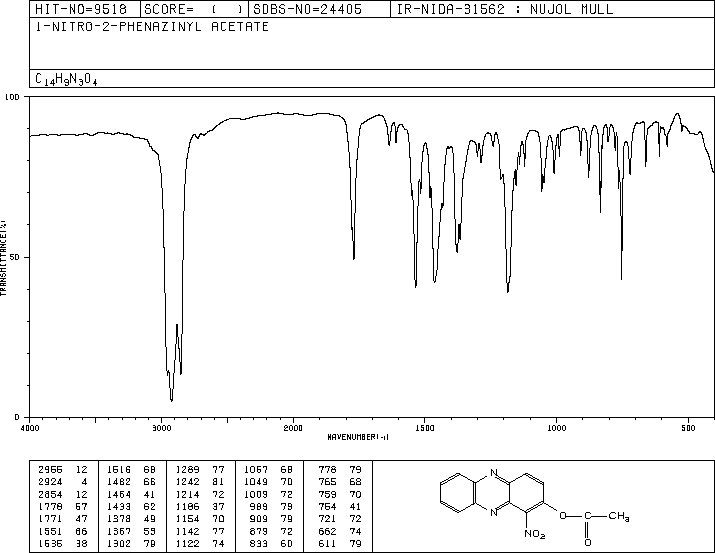 HIT-NO=9518 SCORE= ( ) SDBS-NO=24405 IR-NIDA-31562 : NUJOL MULL
1-NITRO-2-PHENAZINYL ACETATE
C14H9N3O4
100
50
0
TRANSMITTANCE(%)
4000 3000 2000 1500 1000 500
WAVENUMBER(-1)
2955 12 1516 68 1289 77 1057 68 778 79
2924 4 1482 66 1242 81 1049 70 765 68
2854 12 1464 41 1214 72 1009 72 759 70
1778 57 1433 62 1186 37 989 79 754 41
1771 47 1378 49 1154 70 909 79 721 72
1551 66 1367 53 1142 77 879 72 662 74
1535 38 1302 79 1122 74 833 60 611 79
N
N
NO2
O
C
O
CH3